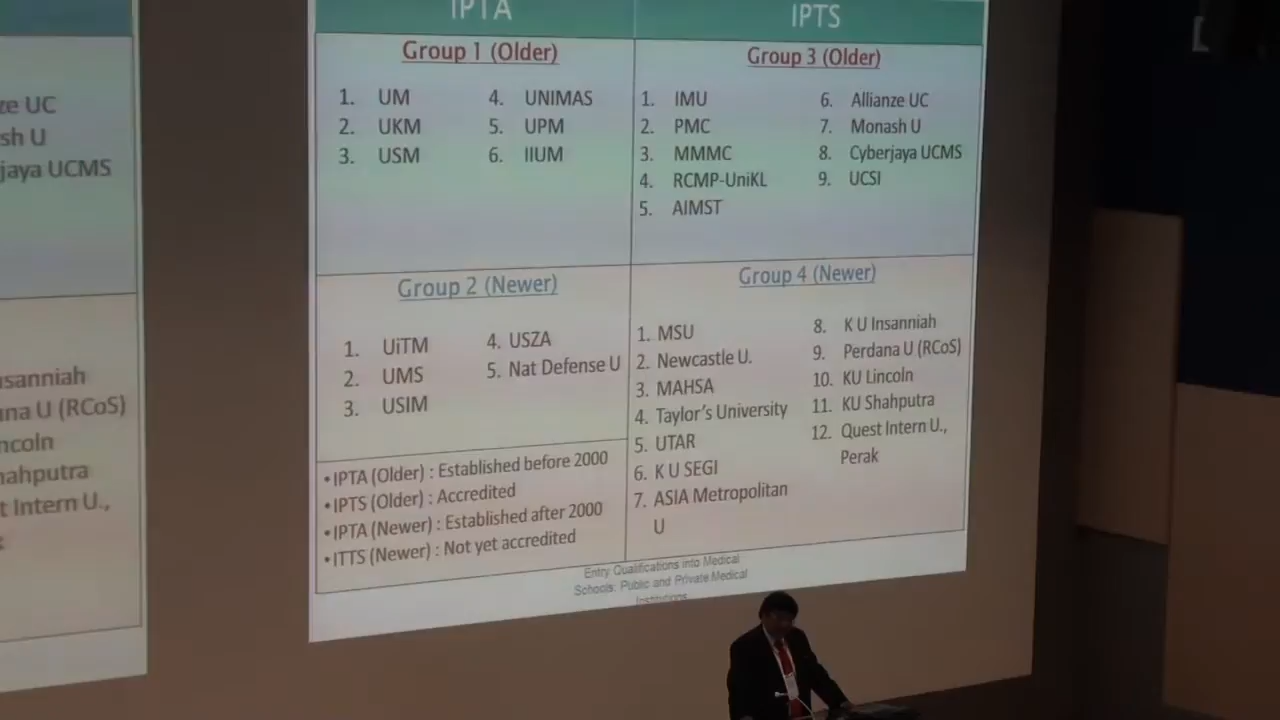 IPTA
IPTS
Group 1 (Older)
1. UM
2. UKM
3. USM
4. UNIMAS
5. UPM
6. IIUM
Group 3 (Older)
1. IMU
2. PMC
3. MMMC
4. RCMP-UniKL
5. AIMST
6. Allianze UC
7. Monash U
8. Cyberjaya UCMS
9. UCSI
Group 2 (Newer)
1. UiTM
2. UMS
3. USIM
4. USZA
5. Nat Defense U
Group 4 (Newer)
1. MSU
2. Newcastle U.
3. MAHSA
4. Taylor's University
5. UTAR
6. K U SEGI
7. ASIA Metropolitan
U
8. K U Insanniah
9. Perdana U (RCoS)
10. KU Lincoln
11. KU Shahputra
12. Quest Intern U.,
Perak
• IPTA (Older) : Established before 2000
• IPTS (Older) : Accredited
• IPTA (Newer) : Established after 2000
• ITTS (Newer) : Not yet accredited
Entry Qualifications into Medical
Schools: Public and Private Medical
Institutions
ze UC
sh U
jaya UCMS
nsanniah
na U (RCoS)
ncoln
hahputra
t Intern U.,